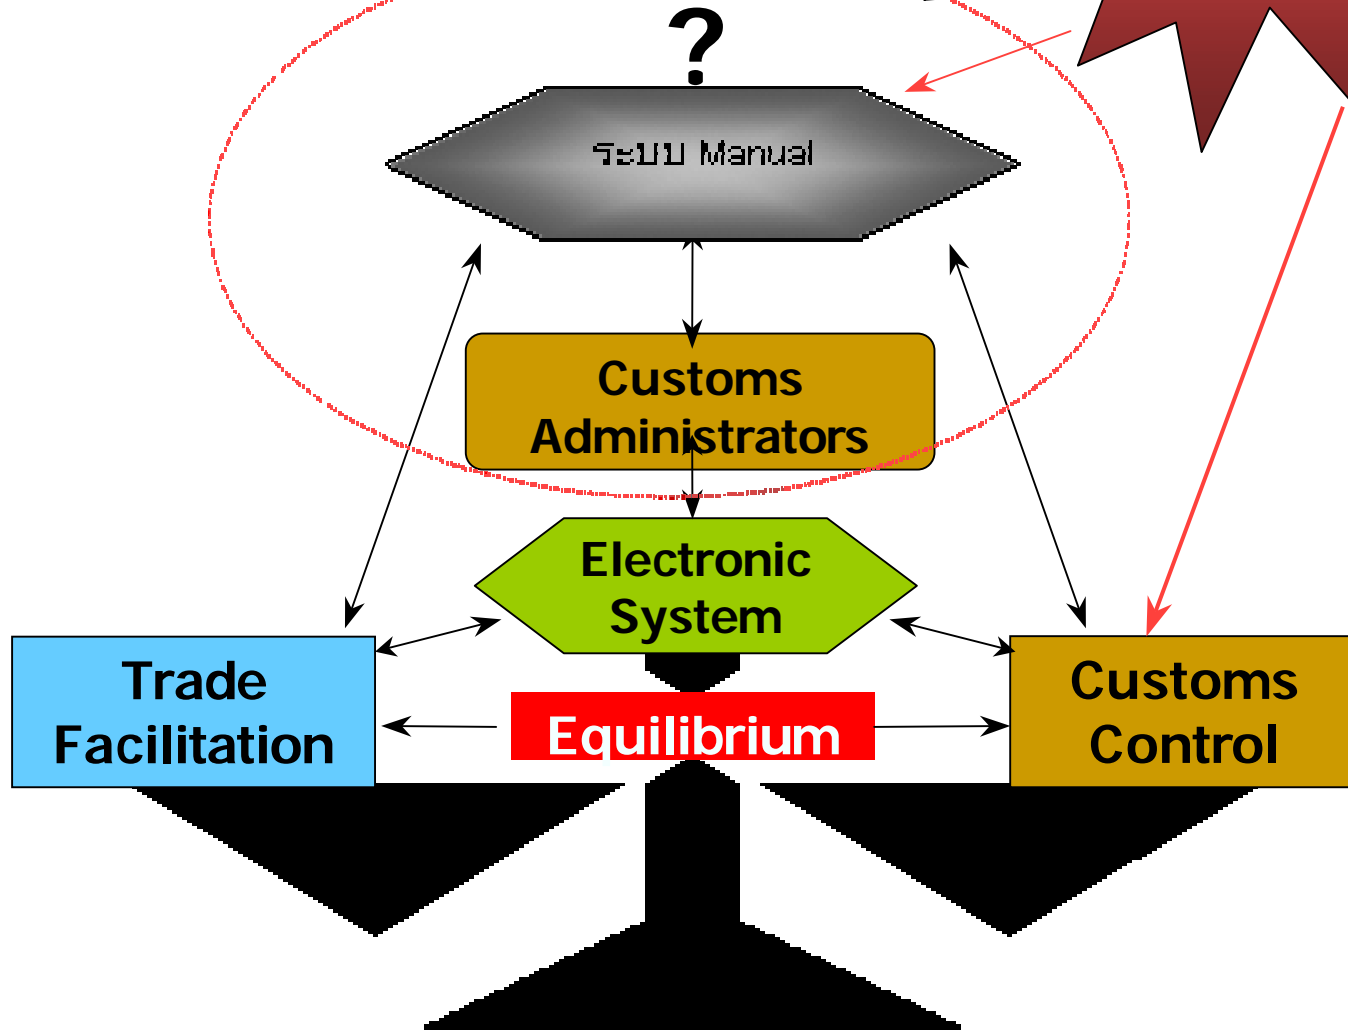 ?
ระบบ Manual
Customs
Administrators
Electronic
System
Trade
Facilitation
Equilibrium
Customs
Control